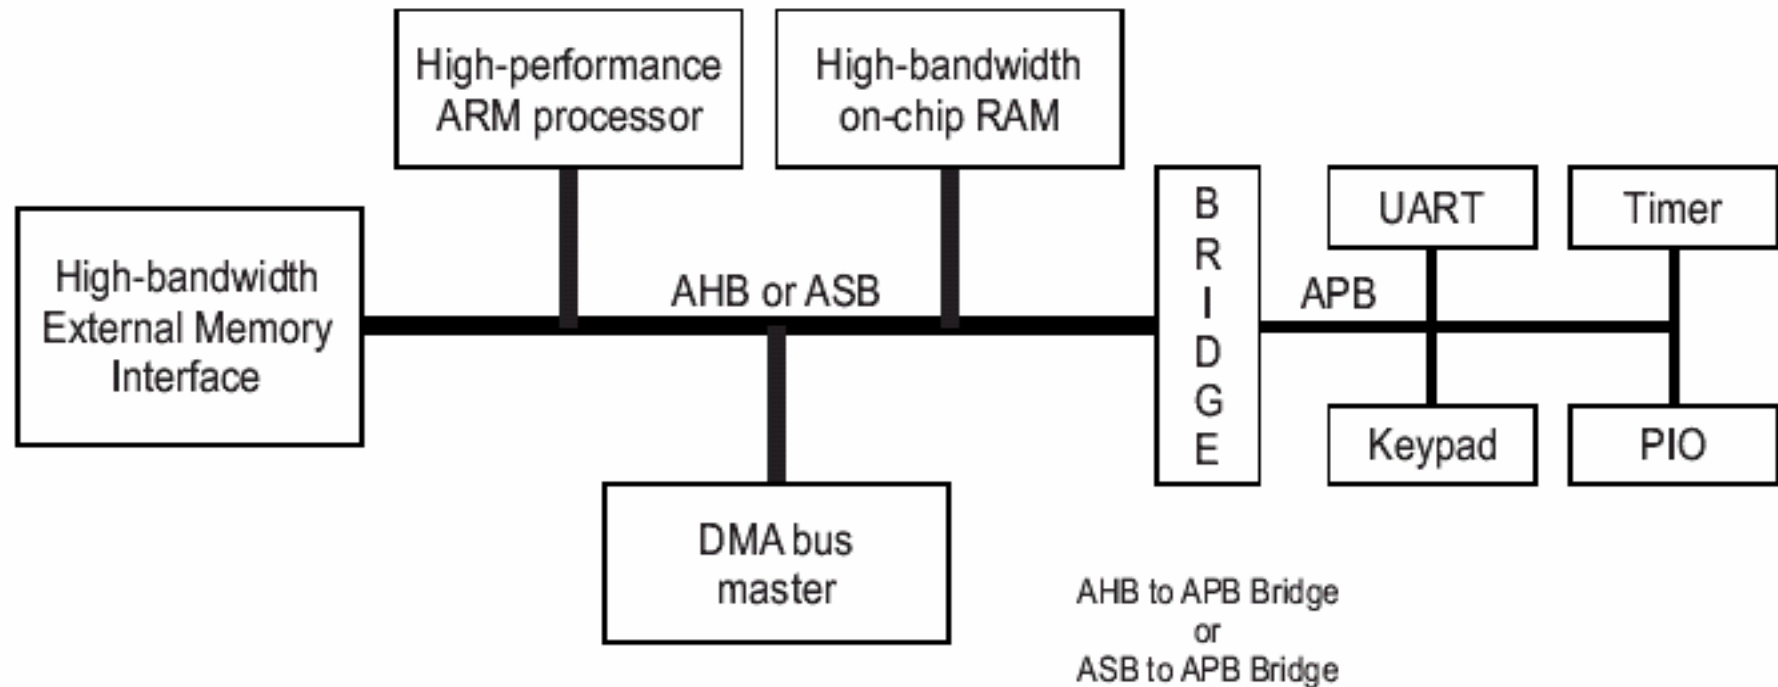 High-performance
ARM processor
High-bandwidth
on-chip RAM
High-bandwidth
External Memory
Interface
AHB or ASB
B
R
I
D
G
E
APB
UART
Timer
Keypad
PIO
DMA bus
master
AHB to APB Bridge
or
ASB to APB Bridge